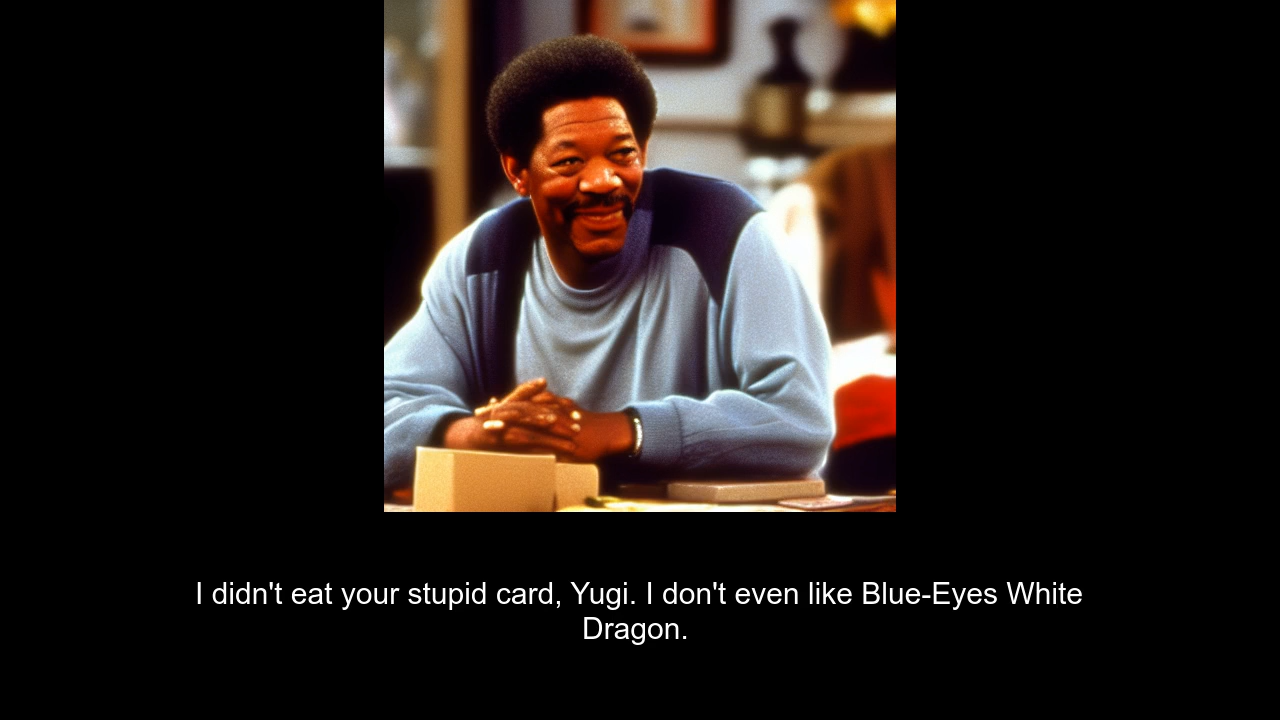 I didn't eat your stupid card, Yugi. I don't even like Blue-Eyes White
Dragon.